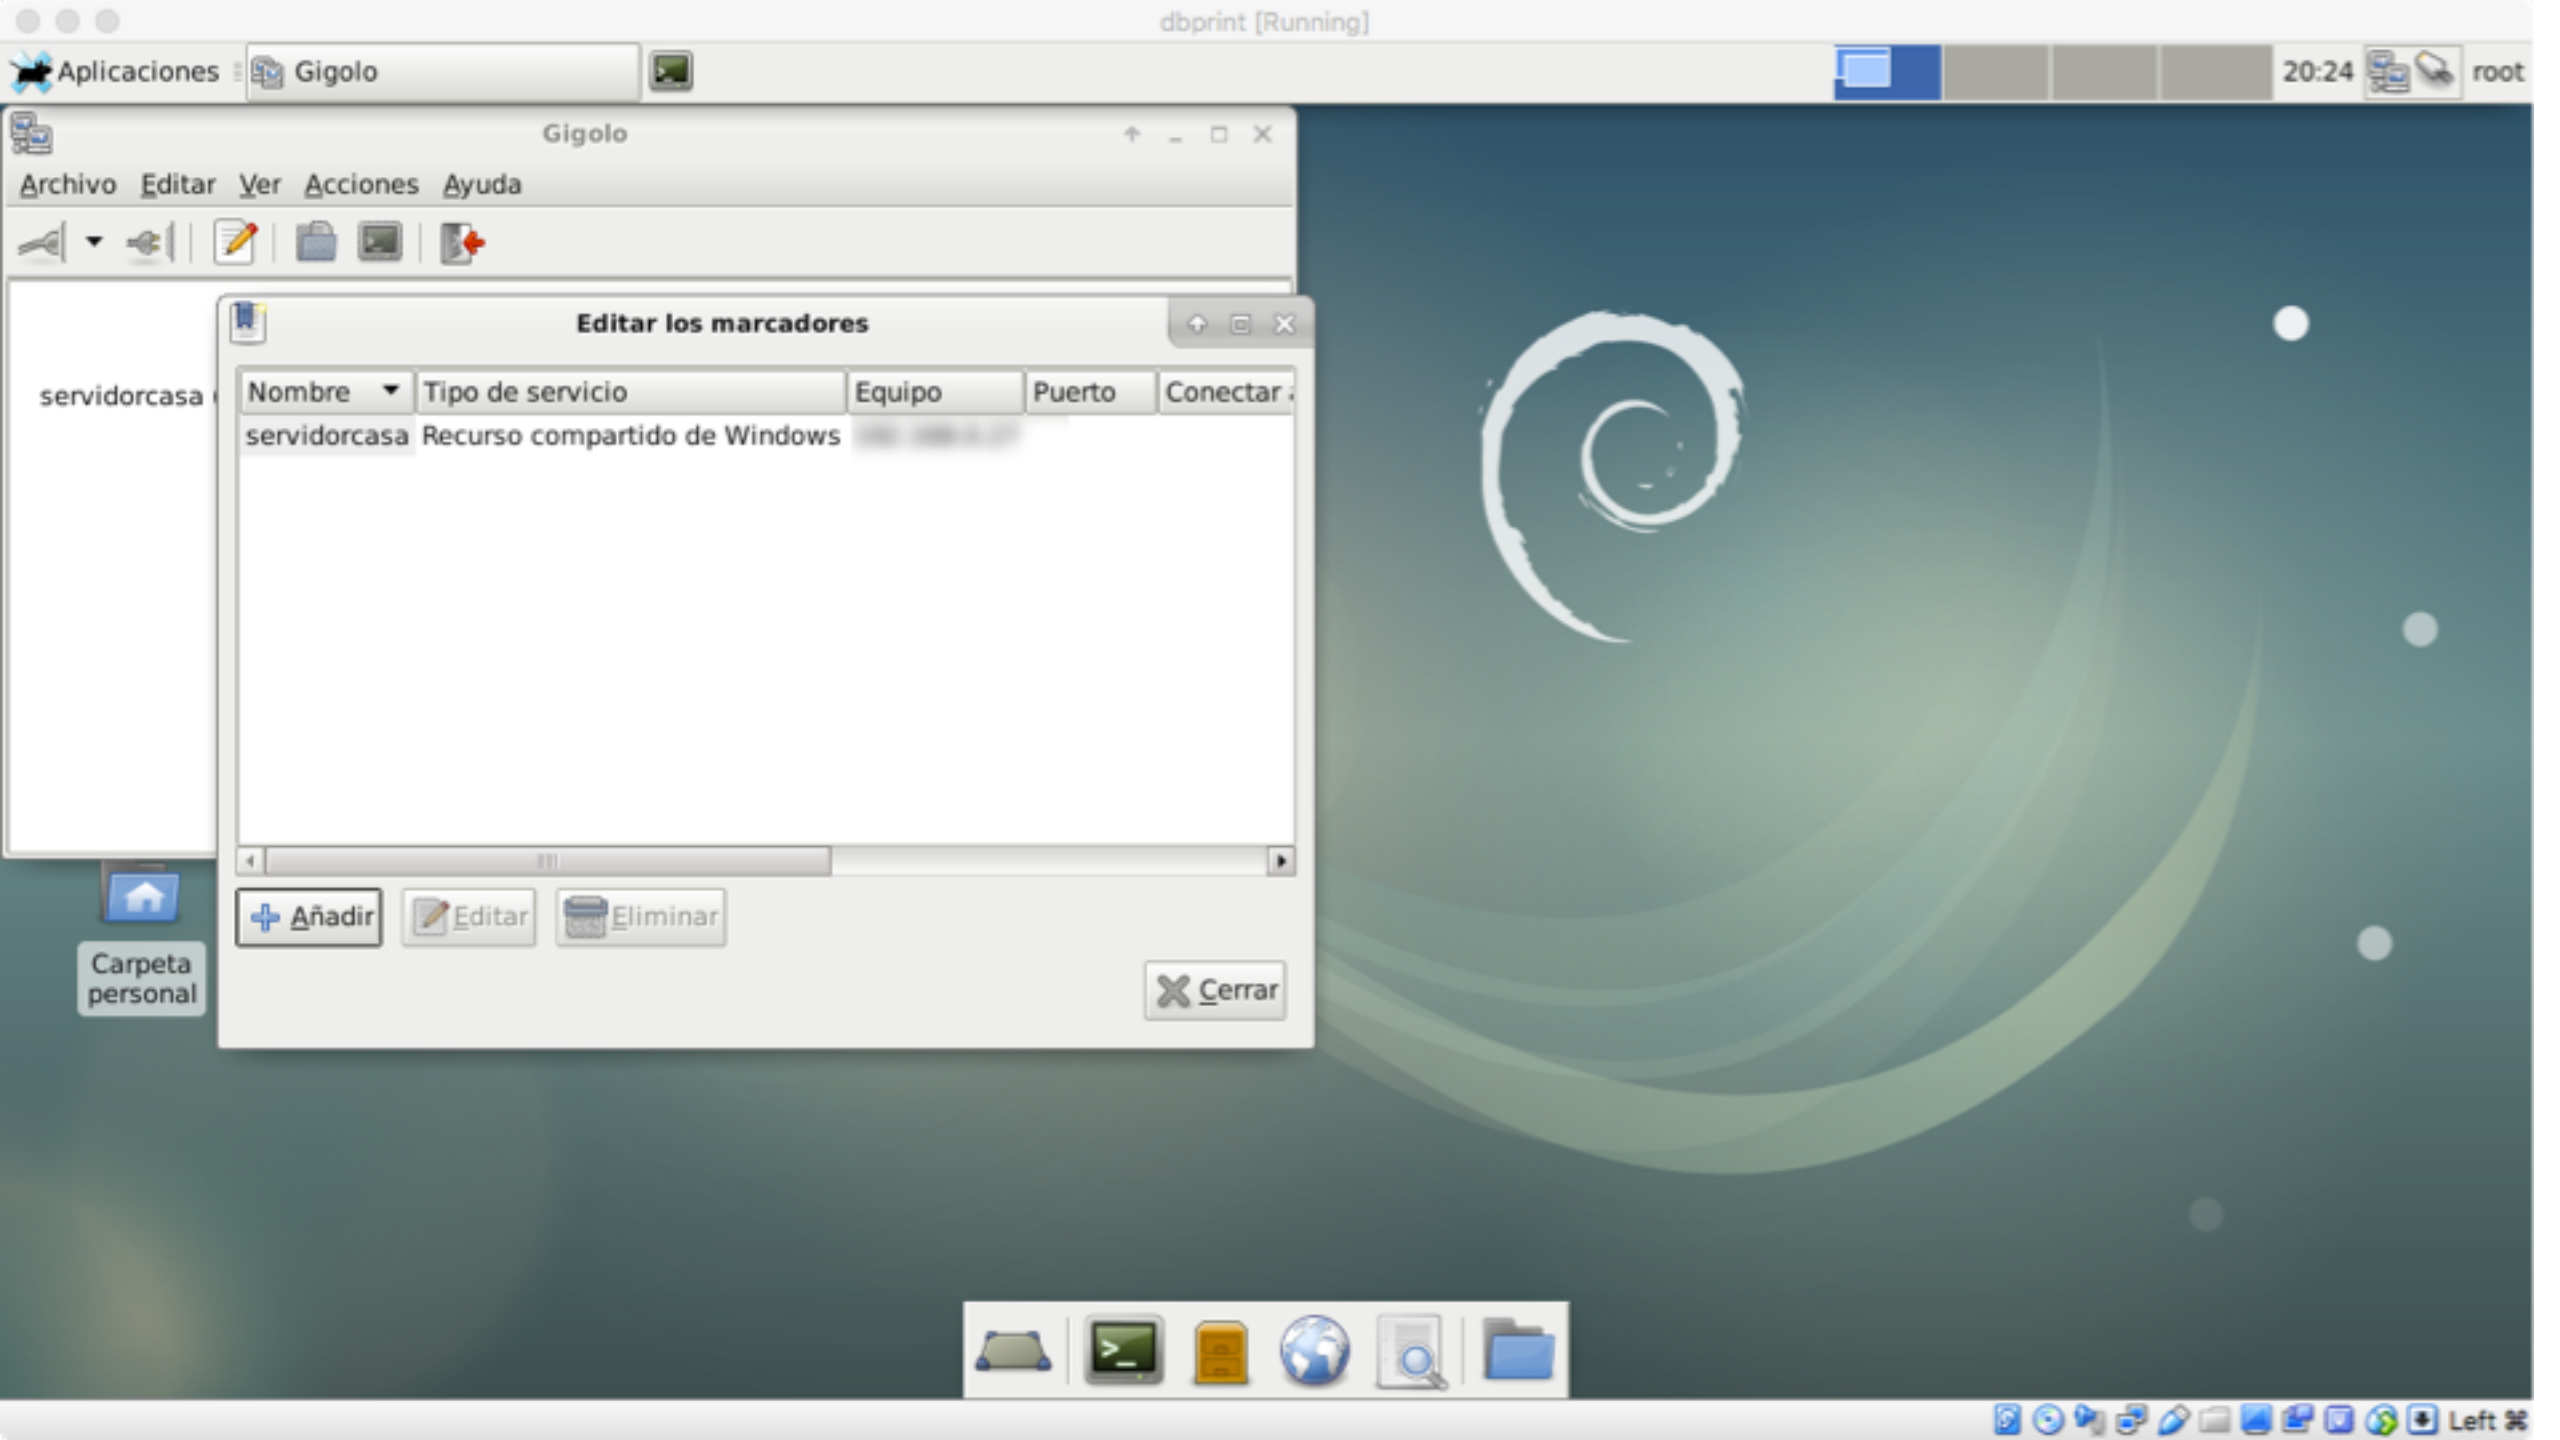 dbprint [Running]
Aplicaciones Gigolo 20:24 root
Gigolo
Archivo Editar Ver Acciones Ayuda
servidorcasa
Editar los marcadores
Nombre Tipo de servicio Equipo Puerto Conectar
servidorcasa Recurso compartido de Windows
Añadir Editar Eliminar
Cerrar
Carpeta
personal
Left ⌘